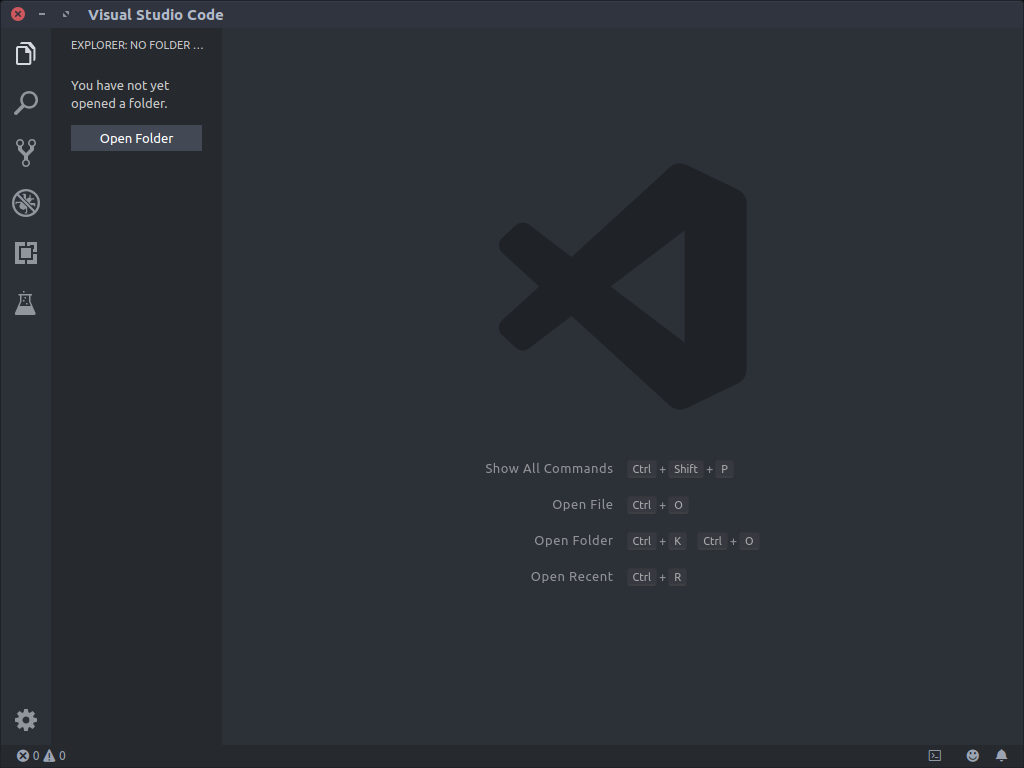 Visual Studio Code
EXPLORER: NO FOLDER ...
You have not yet
opened a folder.
Open Folder
Show All Commands Ctrl + Shift + P
Open File Ctrl + O
Open Folder Ctrl + K Ctrl + O
Open Recent Ctrl + R
0 0